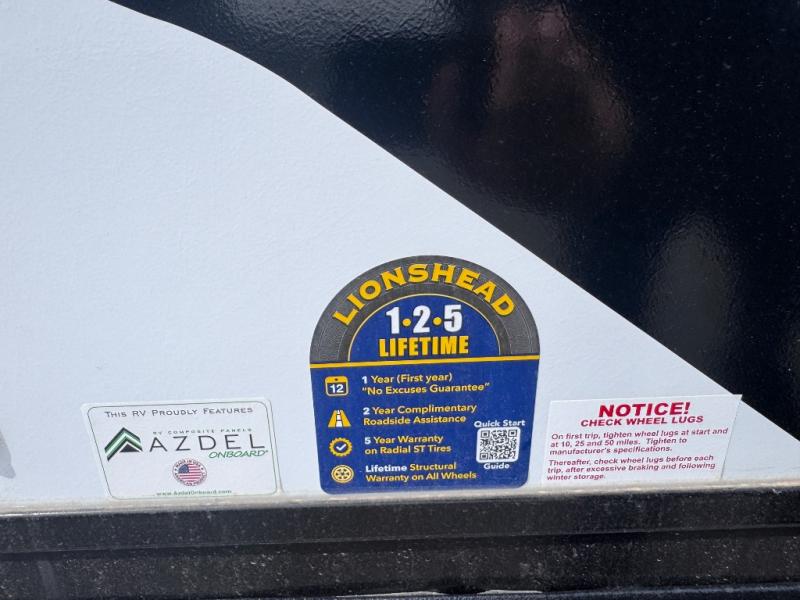 LIONSHEAD
1•2•5
LIFETIME
12
1 Year (First year)
"No Excuses Guarantee"
2 Year Complimentary
Roadside Assistance
5 Year Warranty
on Radial ST Tires
Lifetime Structural
Warranty on All Wheels
Quick Start
Guide
THIS RV PROUDLY FEATURES
RV COMPOSITE PANELS
AZDEL
ONBOARD®
MADE IN USA
www.AzdelOnboard.com
NOTICE!
CHECK WHEEL LUGS
On first trip, tighten wheel lugs at start and
at 10, 25 and 50 miles. Tighten to
manufacturer's specifications.
Thereafter, check wheel lugs before each
trip, after excessive braking and following
winter storage.